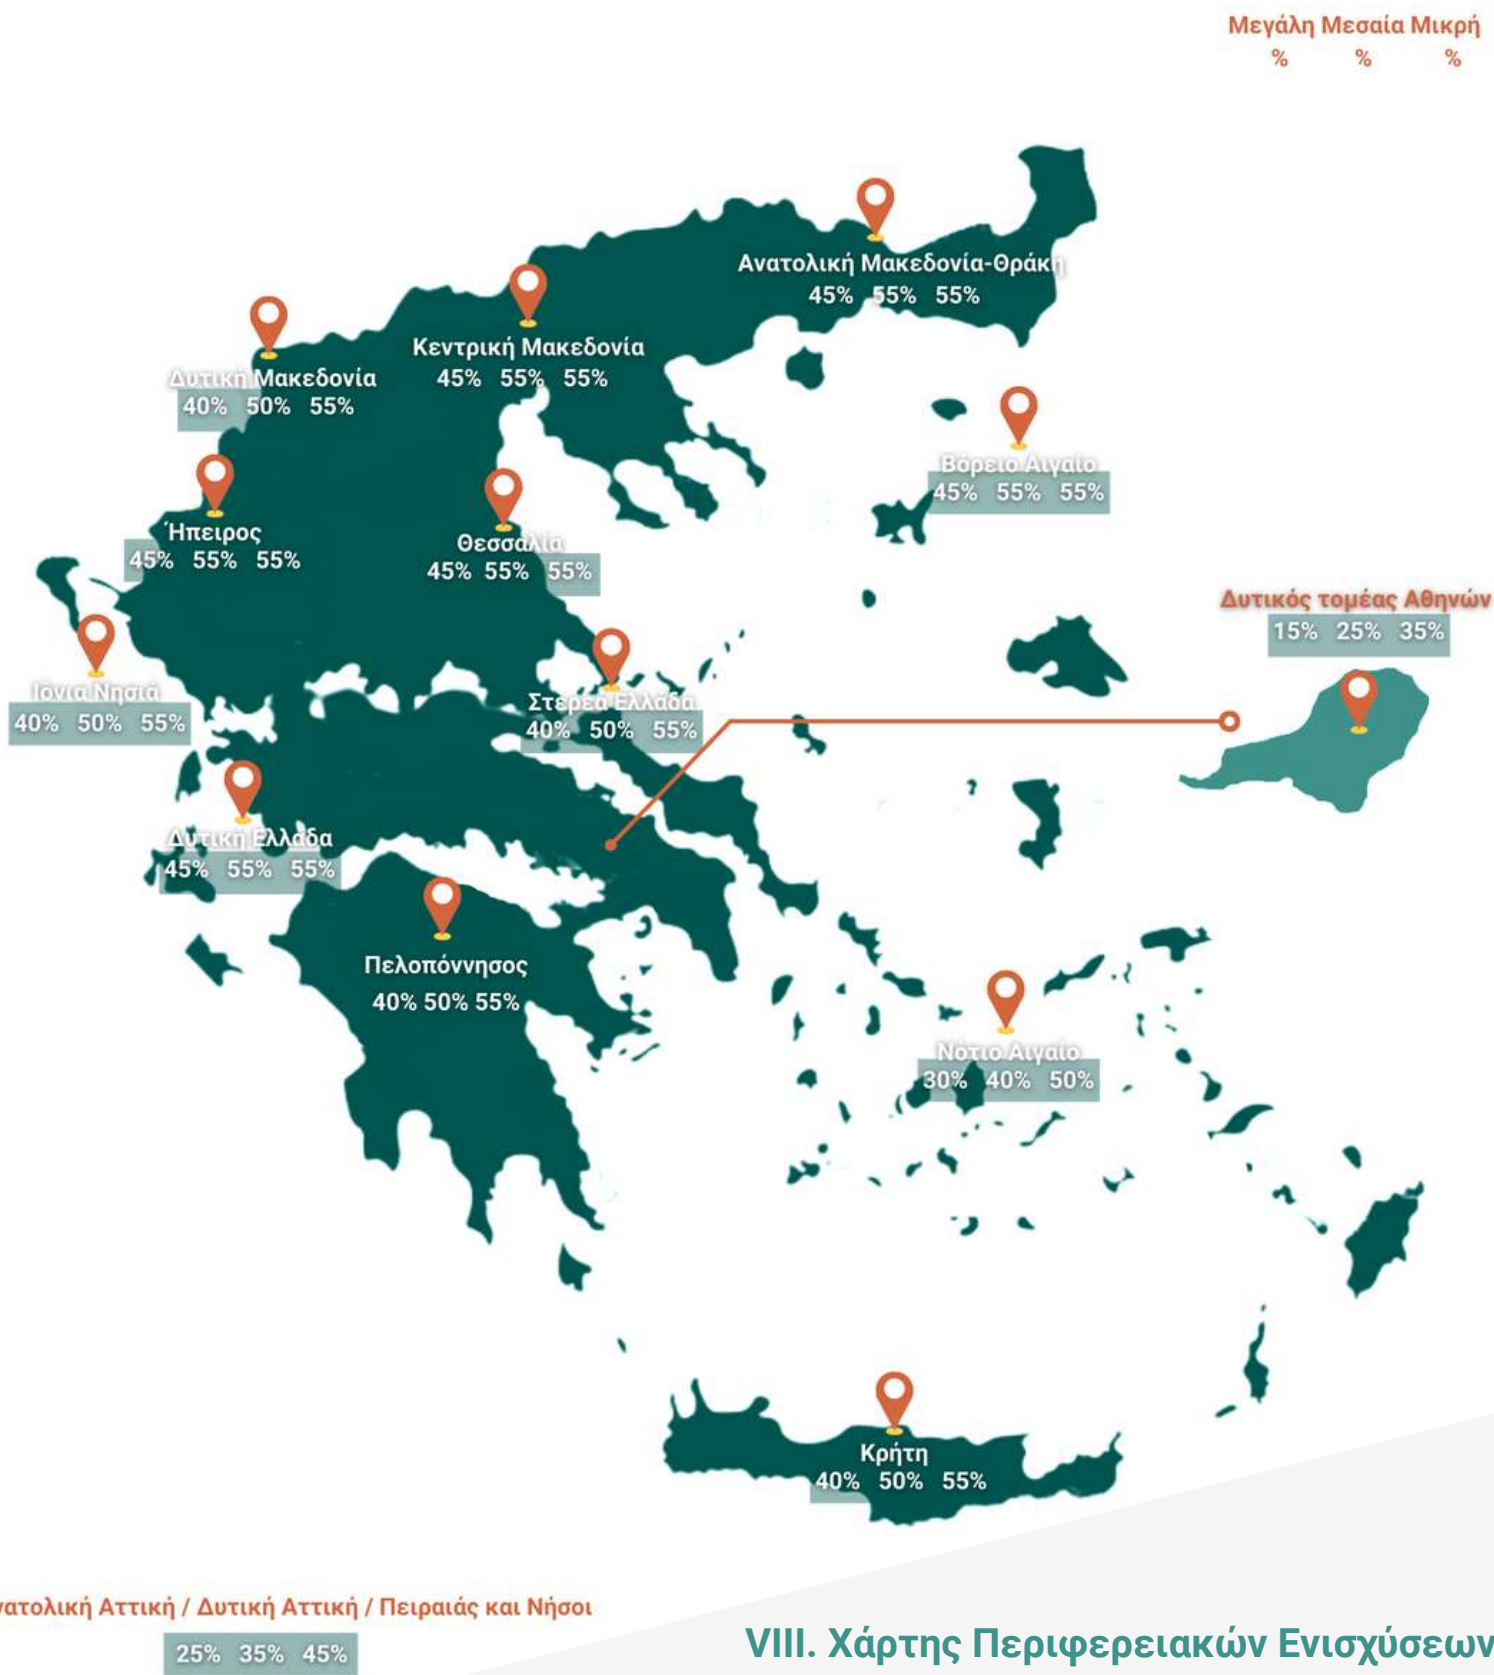 Μεγάλη Μεσαία Μικρή
% % %
Ανατολική Μακεδονία-Θράκη
45% 55% 55%
Κεντρική Μακεδονία
45% 55% 55%
Δυτική Μακεδονία
40% 50% 55%
Βόρειο Αιγαίο
45% 55% 55%
Ήπειρος
45% 55% 55%
Θεσσαλία
45% 55% 55%
Δυτικός τομέας Αθηνών
15% 25% 35%
Ιόνια Νησιά
40% 50% 55%
Στερεά Ελλάδα
40% 50% 55%
Δυτική Ελλάδα
45% 55% 55%
Πελοπόννησος
40% 50% 55%
Νότιο Αιγαίο
30% 40% 50%
Κρήτη
40% 50% 55%
νατολική Αττική / Δυτική Αττική / Πειραιάς και Νήσοι
25% 35% 45%
VIII. Χάρτης Περιφερειακών Ενισχύσεων